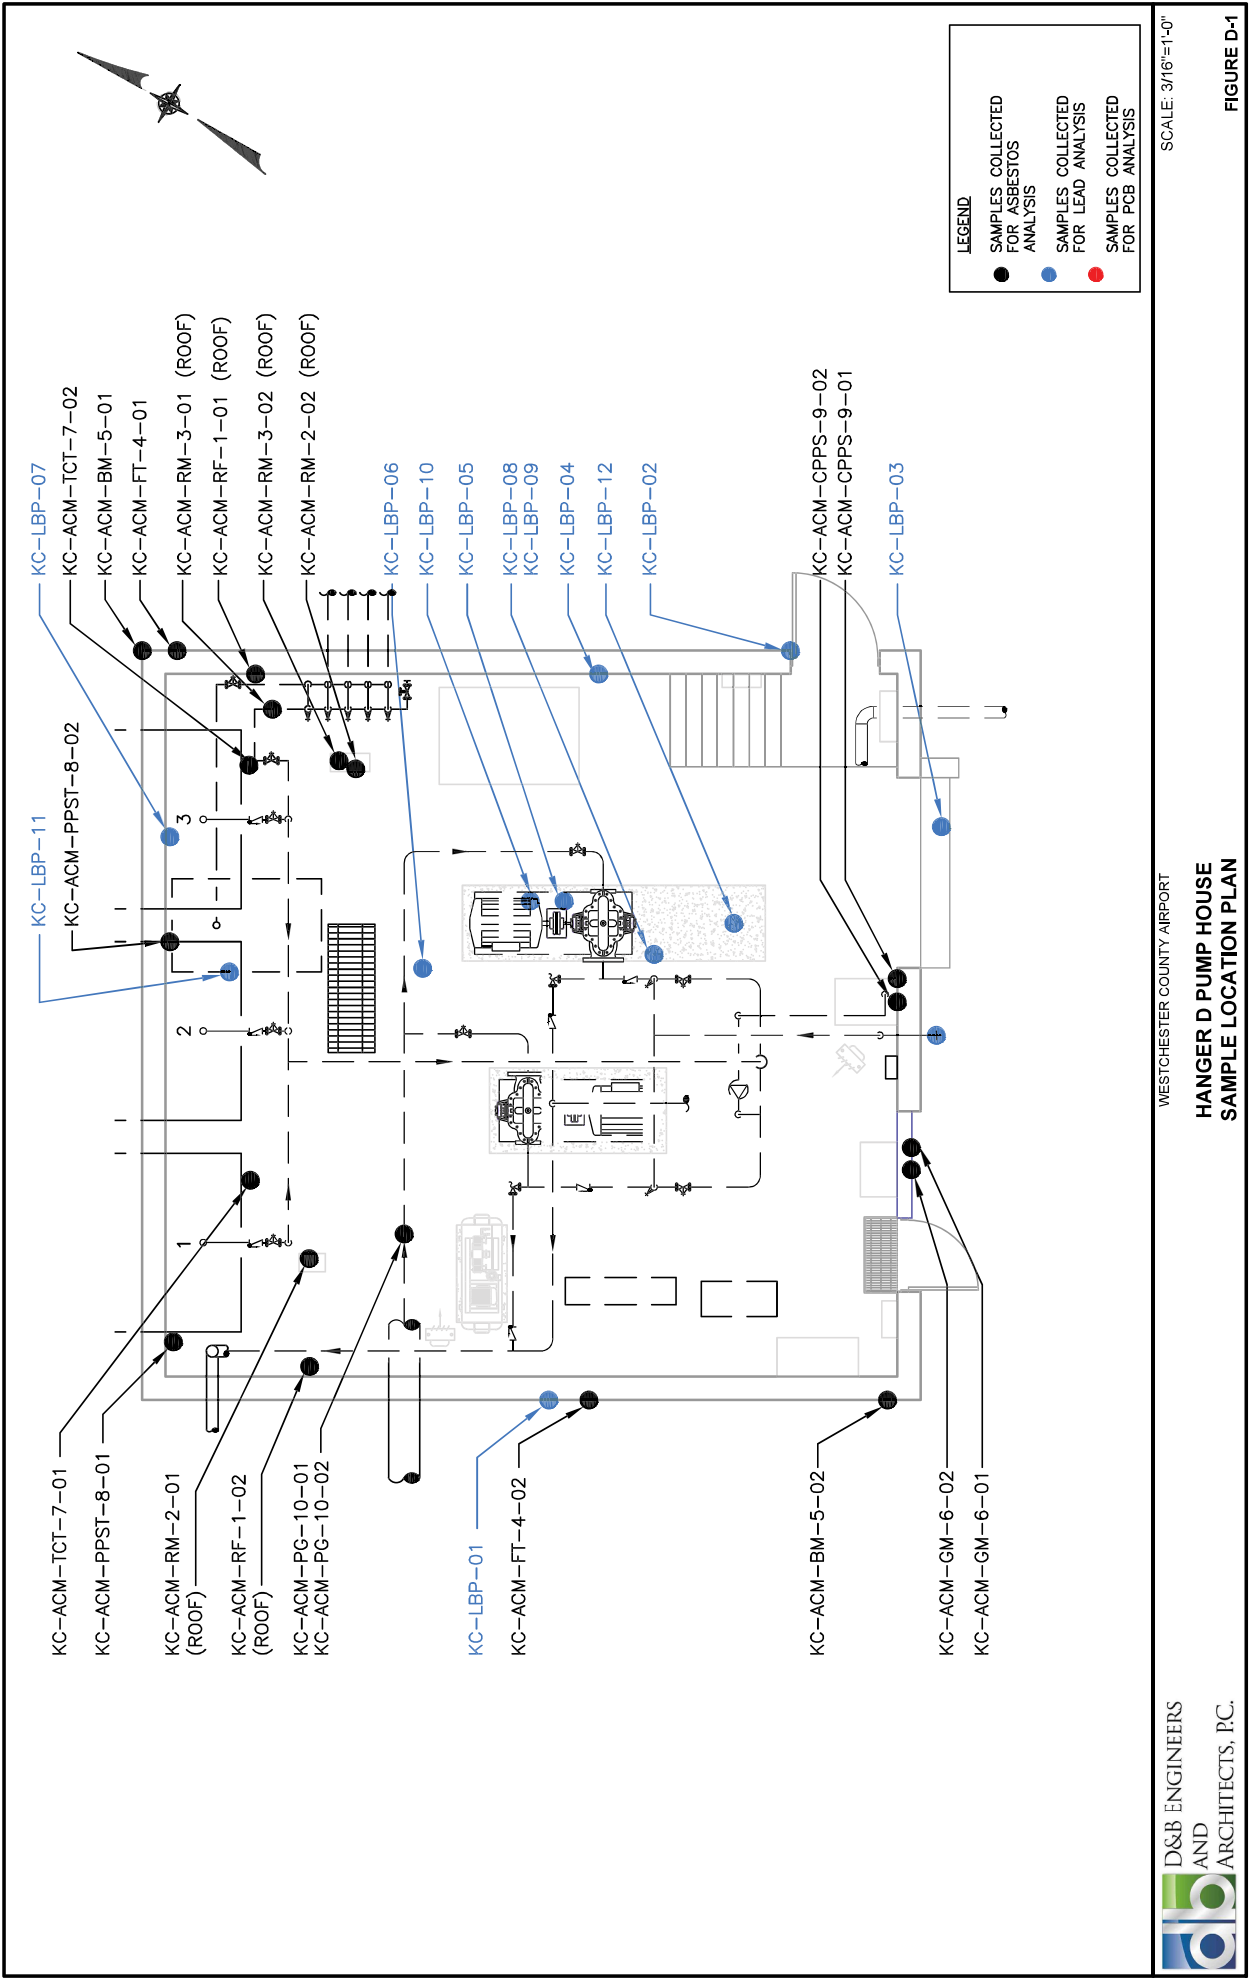 KC-ACM-TCT-7-01
KC-ACM-PPST-8-01
KC-ACM-RM-2-01
(ROOF)
KC-ACM-RF-1-02
(ROOF)
KC-ACM-PG-10-01
KC-ACM-PG-10-02
KC-LBP-01
KC-ACM-FT-4-02
KC-ACM-BM-5-02
KC-ACM-GM-6-02
KC-ACM-GM-6-01
1
2
3
KC-LBP-11
KC-ACM-PPST-8-02
KC-LBP-07
KC-ACM-TCT-7-02
KC-ACM-BM-5-01
KC-ACM-FT-4-01
KC-ACM-RM-3-01 (ROOF)
KC-ACM-RF-1-01 (ROOF)
KC-ACM-RM-3-02 (ROOF)
KC-ACM-RM-2-02 (ROOF)
KC-LBP-06
KC-LBP-10
KC-LBP-05
KC-LBP-08
KC-LBP-09
KC-LBP-04
KC-LBP-12
KC-LBP-02
KC-ACM-CPPS-9-02
KC-ACM-CPPS-9-01
KC-LBP-03
LEGEND
SAMPLES COLLECTED
FOR ASBESTOS
ANALYSIS
SAMPLES COLLECTED
FOR LEAD ANALYSIS
SAMPLES COLLECTED
FOR PCB ANALYSIS
db
D&B ENGINEERS
AND
ARCHITECTS, P.C.
WESTCHESTER COUNTY AIRPORT
HANGER D PUMP HOUSE
SAMPLE LOCATION PLAN
SCALE: 3/16"=1'-0"
FIGURE D-1